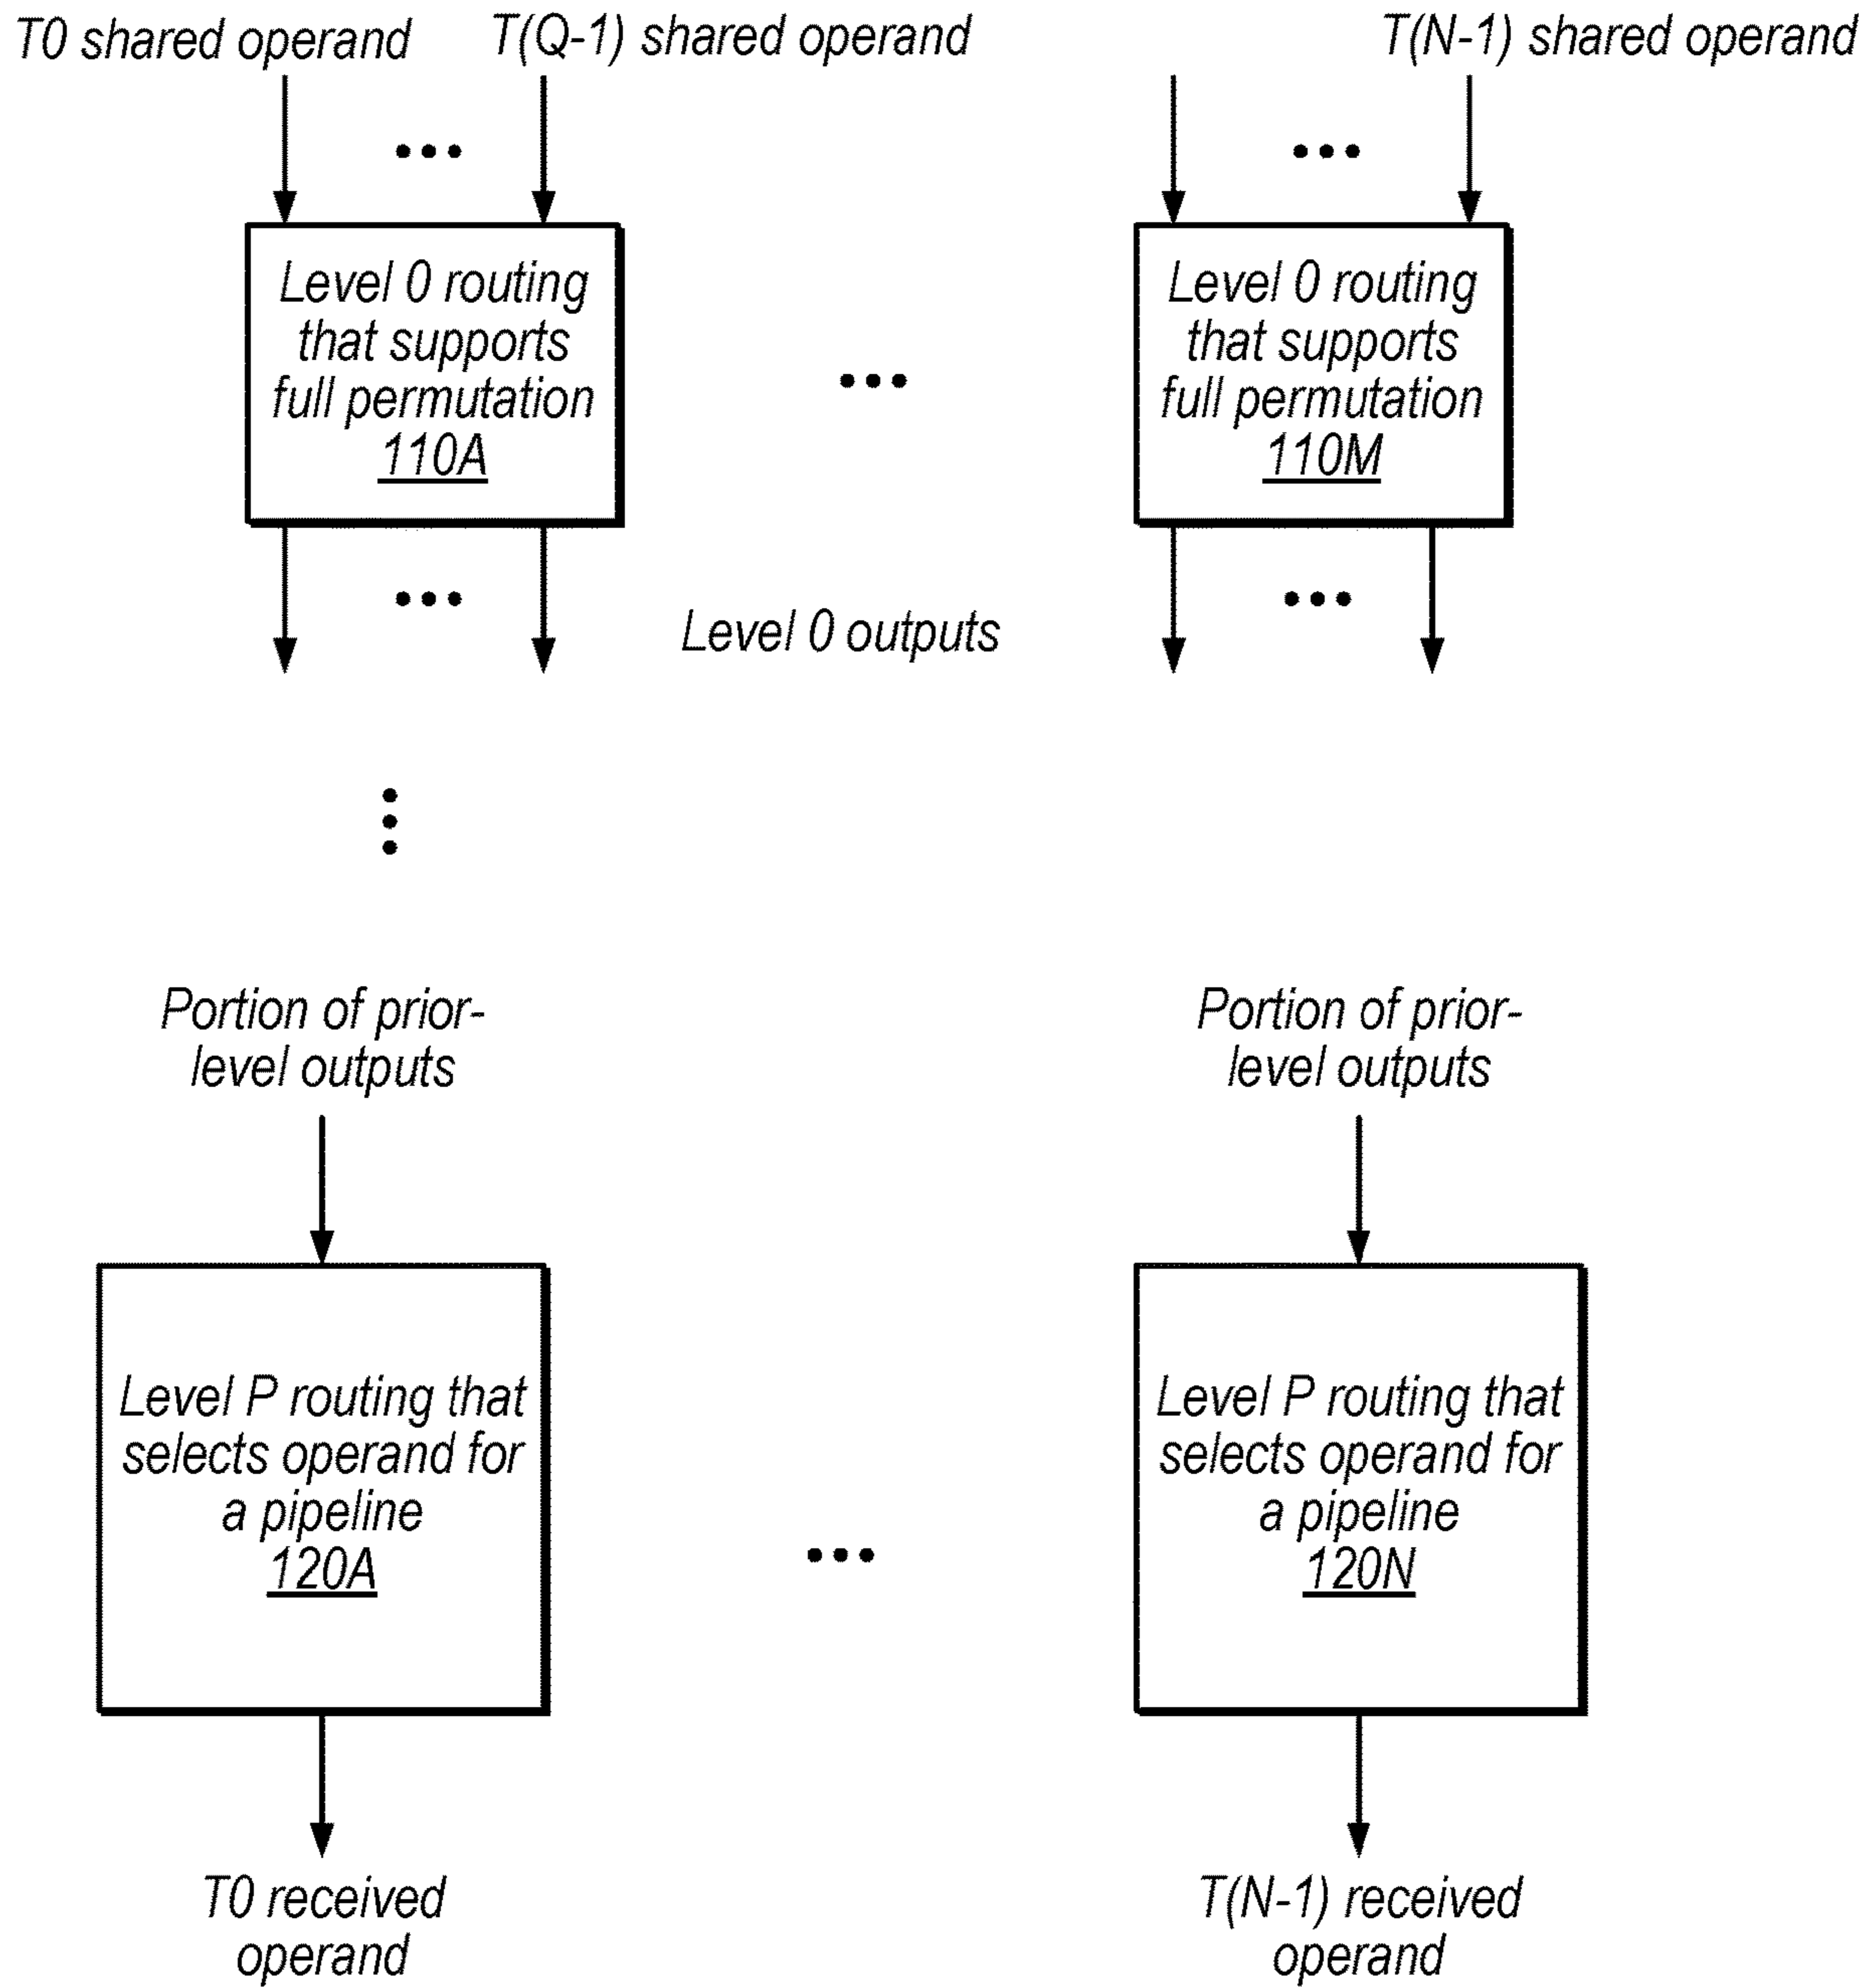 T0 shared operand
T(Q-1) shared operand
T(N-1) shared operand
Level 0 routing
that supports
full permutation
110A
Level 0 routing
that supports
full permutation
110M
Level 0 outputs
Portion of prior-
level outputs
Portion of prior-
level outputs
Level P routing that
selects operand for
a pipeline
120A
Level P routing that
selects operand for
a pipeline
120N
T0 received
operand
T(N-1) received
operand